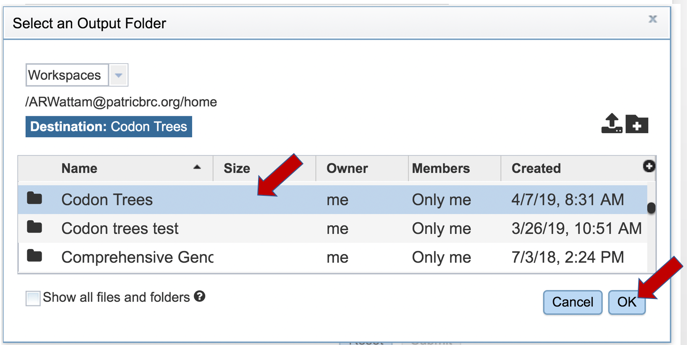 Select an Output Folder
x
Workspaces
/ARWattam@patricbrc.org/home
Destination: Codon Trees
Name Size Owner Members Created
Codon Trees me Only me 4/7/19, 8:31 AM
Codon trees test me Only me 3/26/19, 10:51 AM
Comprehensive Genc me Only me 7/3/18, 2:24 PM
Show all files and folders ?
Cancel OK